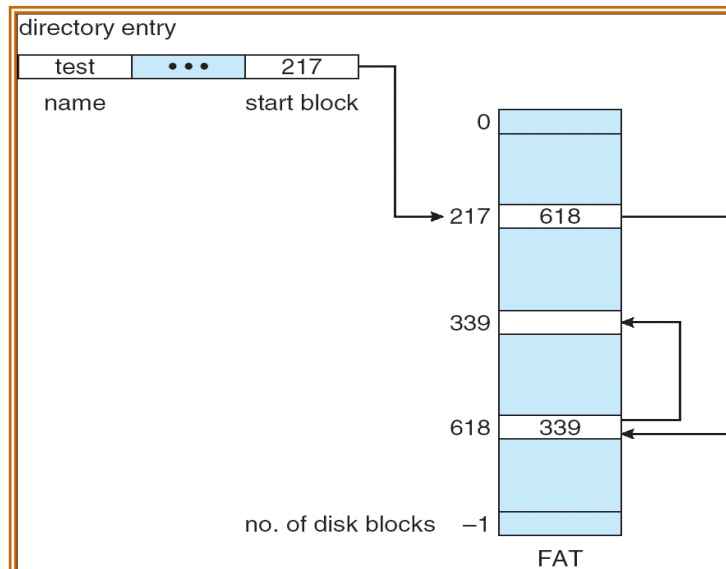 directory entry
test • • • 217
name start block
0
217 618
339
618 339
no. of disk blocks –1
FAT